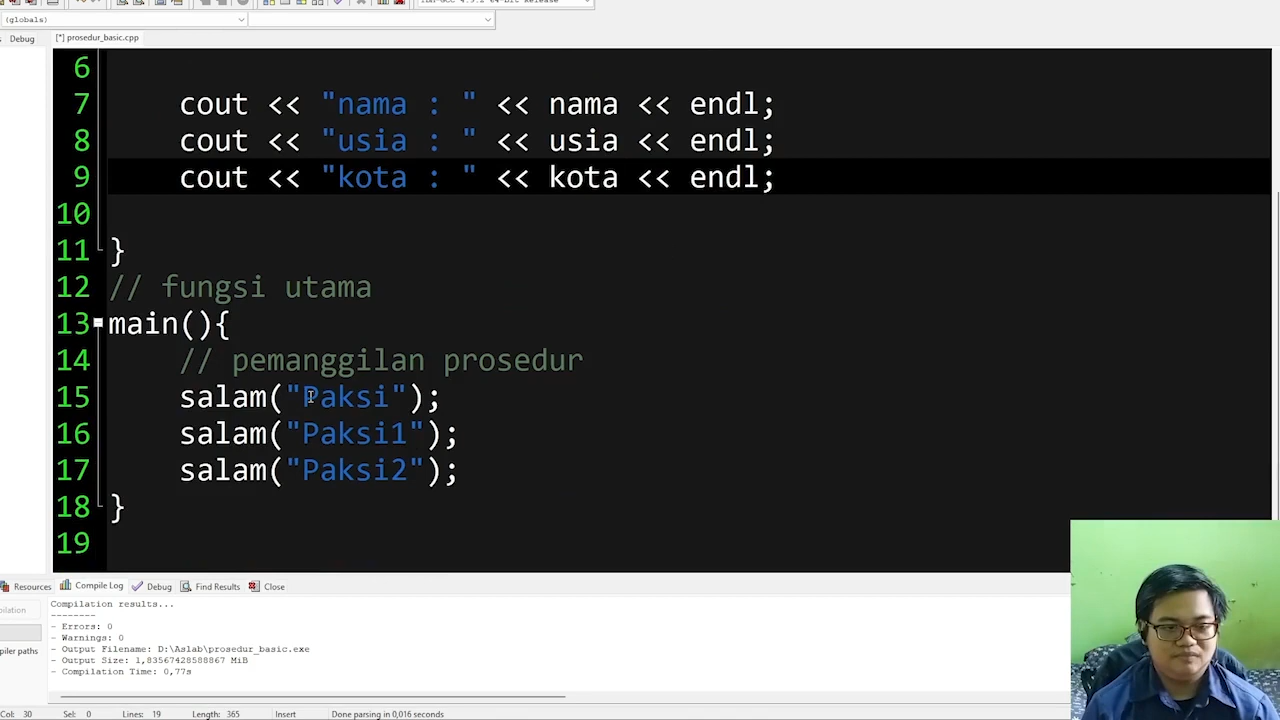 (globals)
Debug
[*] prosedur_basic.cpp
6
7 cout << "nama : " << nama << endl;
8 cout << "usia : " << usia << endl;
9 cout << "kota : " << kota << endl;
10
11 }
12 // fungsi utama
13 main(){
14 // pemanggilan prosedur
15 salam("Paksi");
16 salam("Paksi1");
17 salam("Paksi2");
18 }
19
Resources Compile Log Debug Find Results Close
Compilation results...
--------
- Errors: 0
- Warnings: 0
- Output Filename: D:\Aslab\prosedur_basic.exe
- Output Size: 1,83567428588867 MiB
- Compilation Time: 0,77s
Col: 30 Sel: 0 Lines: 19 Length: 365 Insert Done parsing in 0,016 seconds